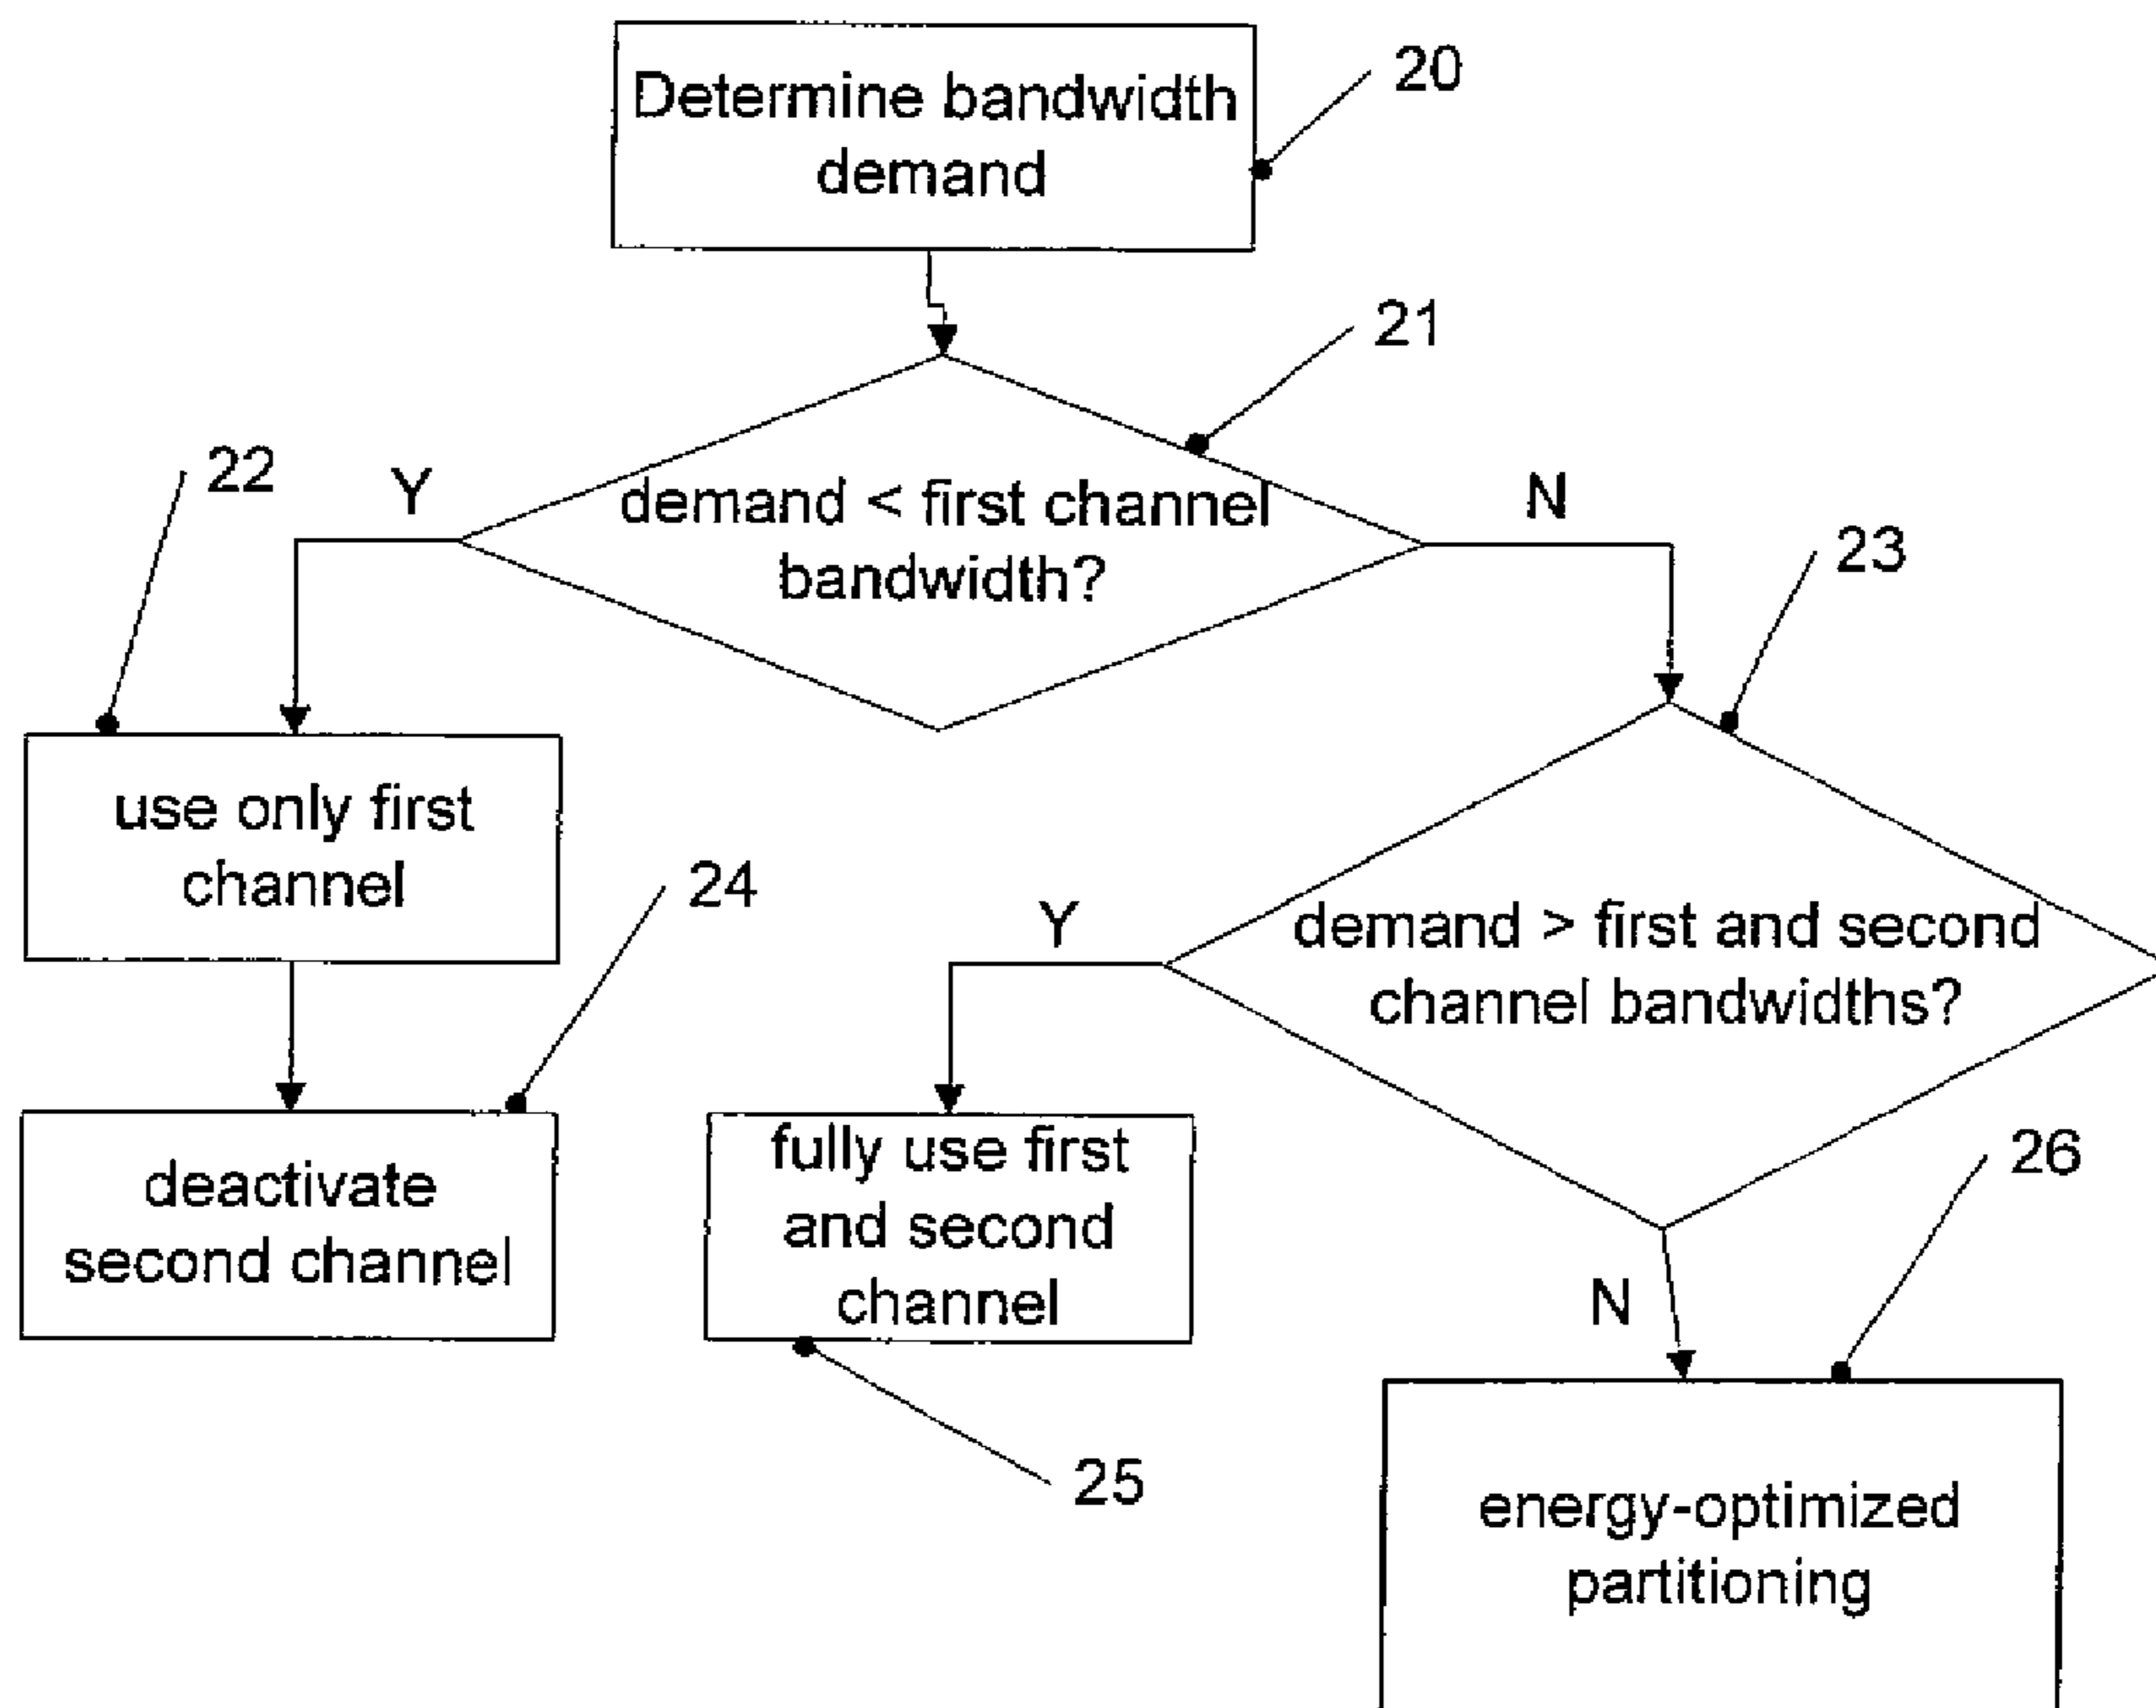 Determine bandwidth
demand
20
21
demand < first channel
bandwidth?
Y
N
22
23
use only first
channel
24
demand > first and second
channel bandwidths?
Y
N
deactivate
second channel
fully use first
and second
channel
25
26
energy-optimized
partitioning